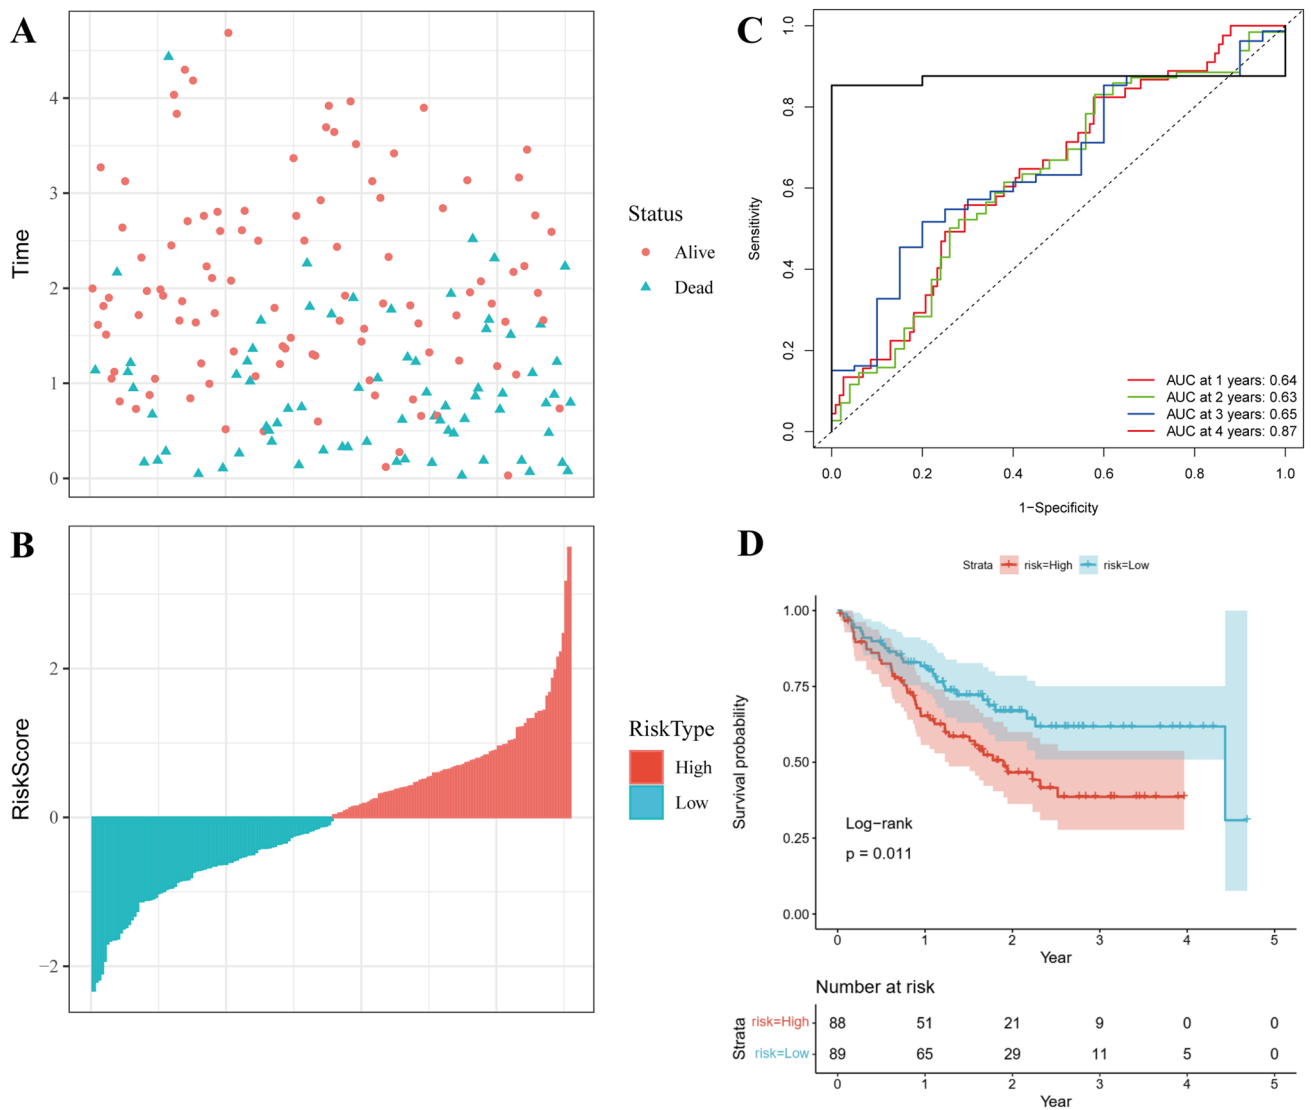 A
Time
4
3
2
1
0
Status
Alive
Dead
B
RiskScore
2
0
−2
RiskType
High
Low
C
Sensitivity
1.0
0.8
0.6
0.4
0.2
0.0
AUC at 1 years: 0.64
AUC at 2 years: 0.63
AUC at 3 years: 0.65
AUC at 4 years: 0.87
0.0 0.2 0.4 0.6 0.8 1.0
1−Specificity
D
Strata risk=High risk=Low
Survival probability
1.00
0.75
0.50
0.25
0.00
Log−rank
p = 0.011
0 1 2 3 4 5
Year
Number at risk
Strata
risk=High 88 51 21 9 0 0
risk=Low 89 65 29 11 5 0
0 1 2 3 4 5
Year